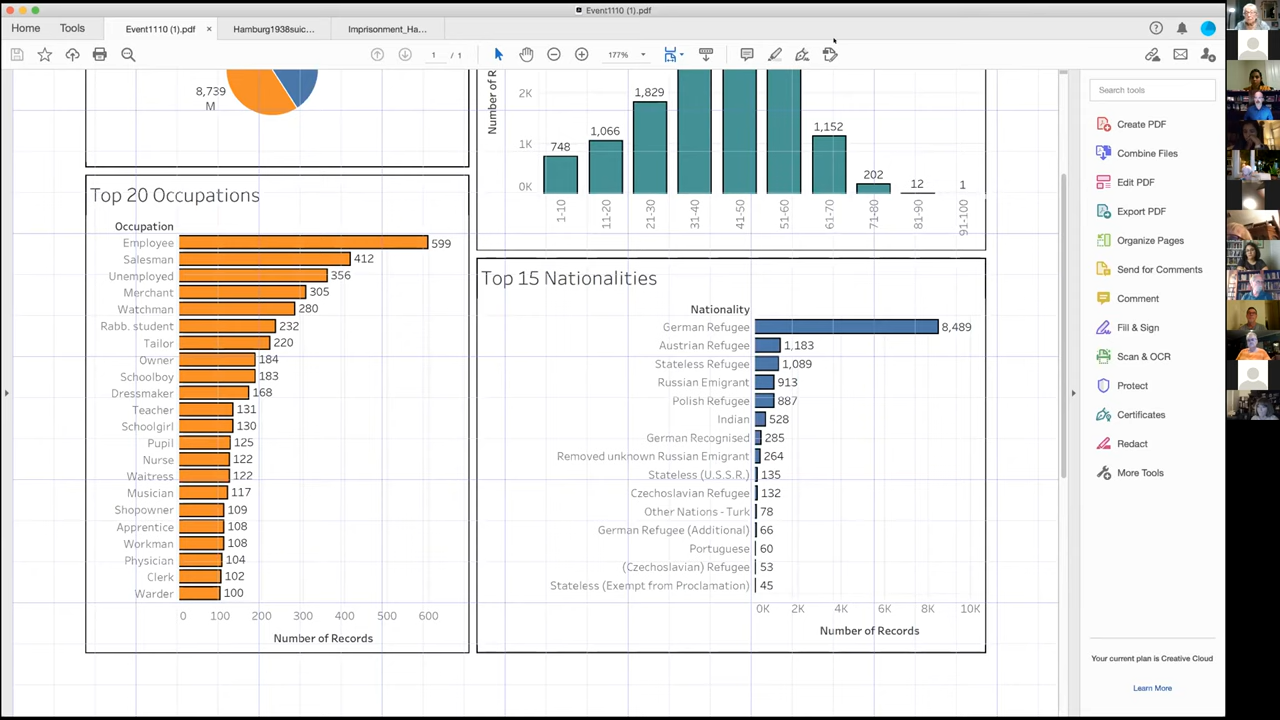 Event1110 (1).pdf
Home
Tools
Event1110 (1).pdf ×
Hamburg1938suic...
Imprisonment_Ha...
1 / 1
177%
8,739
M
Number of R
2K
1K
0K
748
1,066
1,829
1,152
202
12
1
1-10
11-20
21-30
31-40
41-50
51-60
61-70
71-80
81-90
91-100
Top 20 Occupations
Occupation
Employee 599
Salesman 412
Unemployed 356
Merchant 305
Watchman 280
Rabb. student 232
Tailor 220
Owner 184
Schoolboy 183
Dressmaker 168
Teacher 131
Schoolgirl 130
Pupil 125
Nurse 122
Waitress 122
Musician 117
Shopowner 109
Apprentice 108
Workman 108
Physician 104
Clerk 102
Warder 100
0 100 200 300 400 500 600
Number of Records
Top 15 Nationalities
Nationality
German Refugee 8,489
Austrian Refugee 1,183
Stateless Refugee 1,089
Russian Emigrant 913
Polish Refugee 887
Indian 528
German Recognised 285
Removed unknown Russian Emigrant 264
Stateless (U.S.S.R.) 135
Czechoslavian Refugee 132
Other Nations - Turk 78
German Refugee (Additional) 66
Portuguese 60
(Czechoslavian) Refugee 53
Stateless (Exempt from Proclamation) 45
0K 2K 4K 6K 8K 10K
Number of Records
Search tools
Create PDF
Combine Files
Edit PDF
Export PDF
Organize Pages
Send for Comments
Comment
Fill & Sign
Scan & OCR
Protect
Certificates
Redact
More Tools
Your current plan is Creative Cloud
Learn More